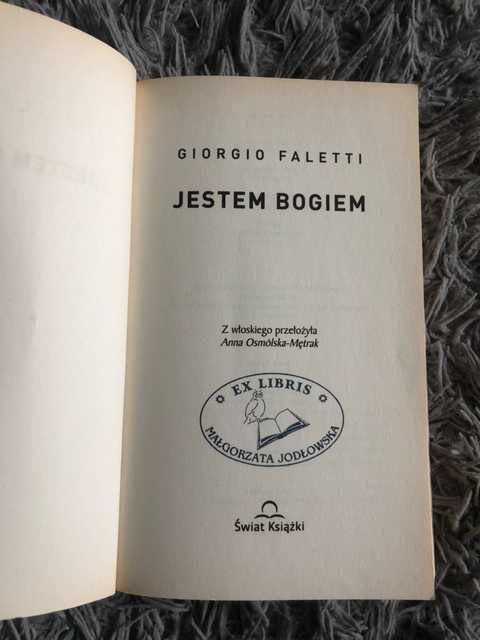 GIORGIO FALETTI
JESTEM BOGIEM
Z włoskiego przełożyła
Anna Osmólska-Mętrak
EX LIBRIS
MAŁGORZATA JODŁOWSKA
Świat Książki